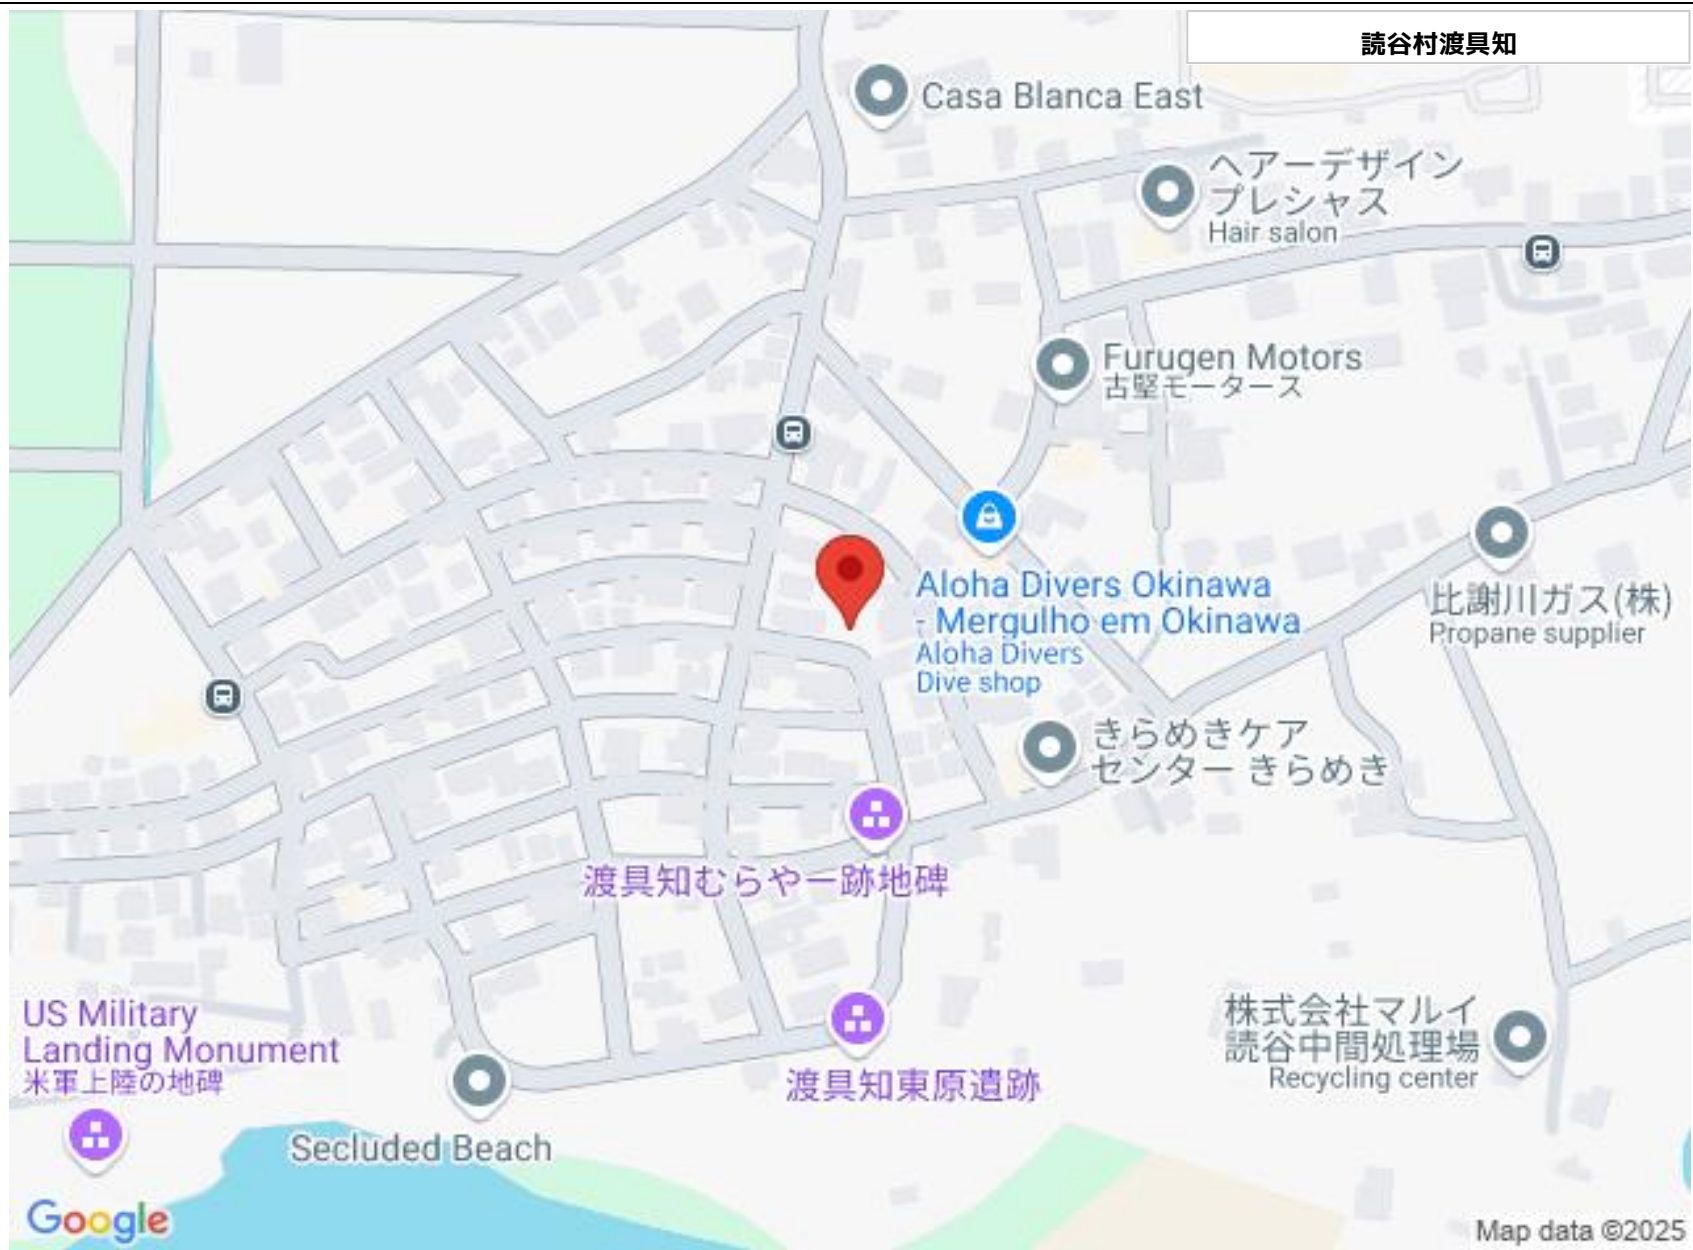 読谷村渡具知
Casa Blanca East
ヘアーデザイン
プレシャス
Hair salon
Furugen Motors
古堅モータース
Aloha Divers Okinawa
- Mergulho em Okinawa
Aloha Divers
Dive shop
比謝川ガス(株)
Propane supplier
きらめきケア
センター きらめき
渡具知むらやー跡地碑
US Military
Landing Monument
米軍上陸の地碑
渡具知東原遺跡
株式会社マルイ
読谷中間処理場
Recycling center
Secluded Beach
Google
Map data ©2025